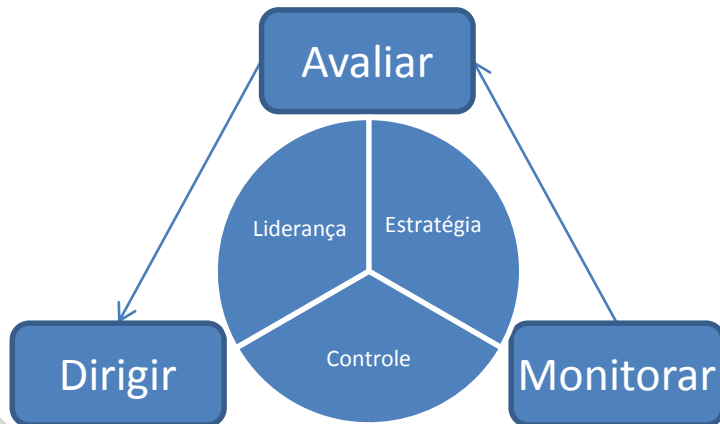 Avaliar
Liderança
Estratégia
Controle
Dirigir
Monitorar